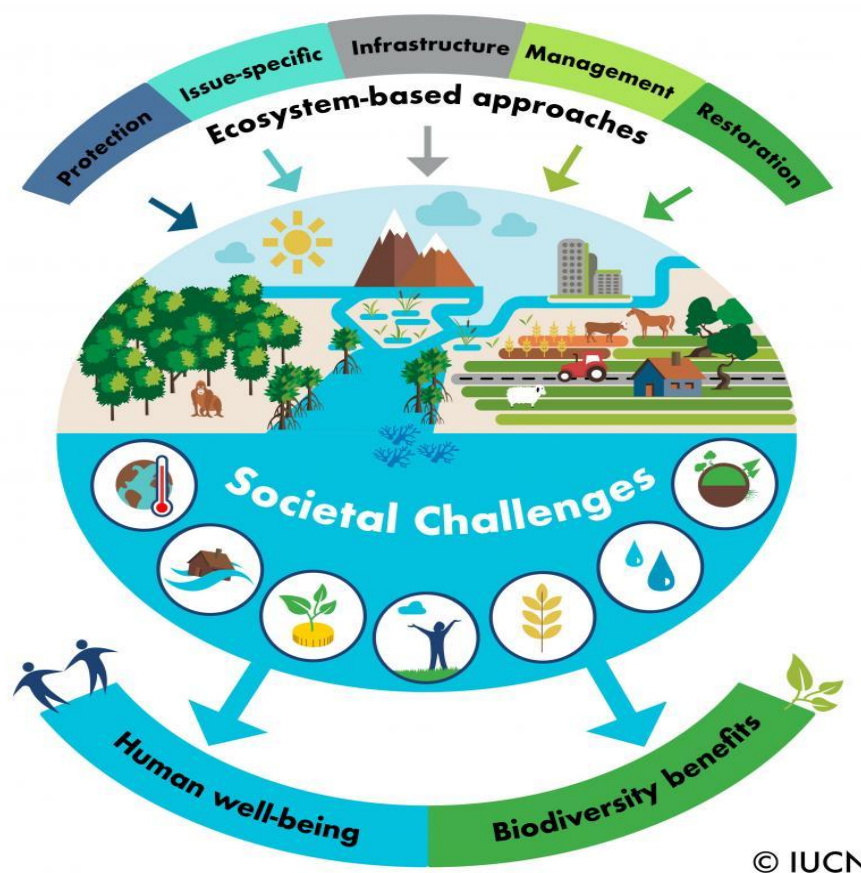 Protection
Issue-specific
Infrastructure
Management
Restoration
Ecosystem-based approaches
Societal Challenges
Human well-being
Biodiversity benefits
© IUCN